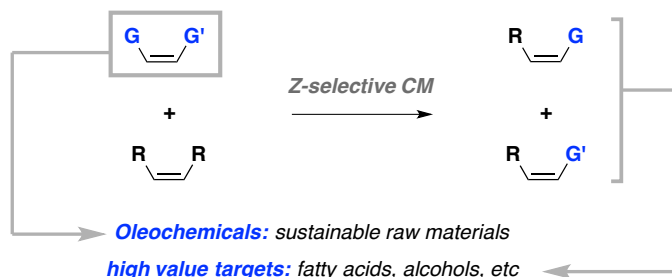 G G' R G
Z-selective CM
+ +
R R R G'
Oleochemicals: sustainable raw materials
high value targets: fatty acids, alcohols, etc